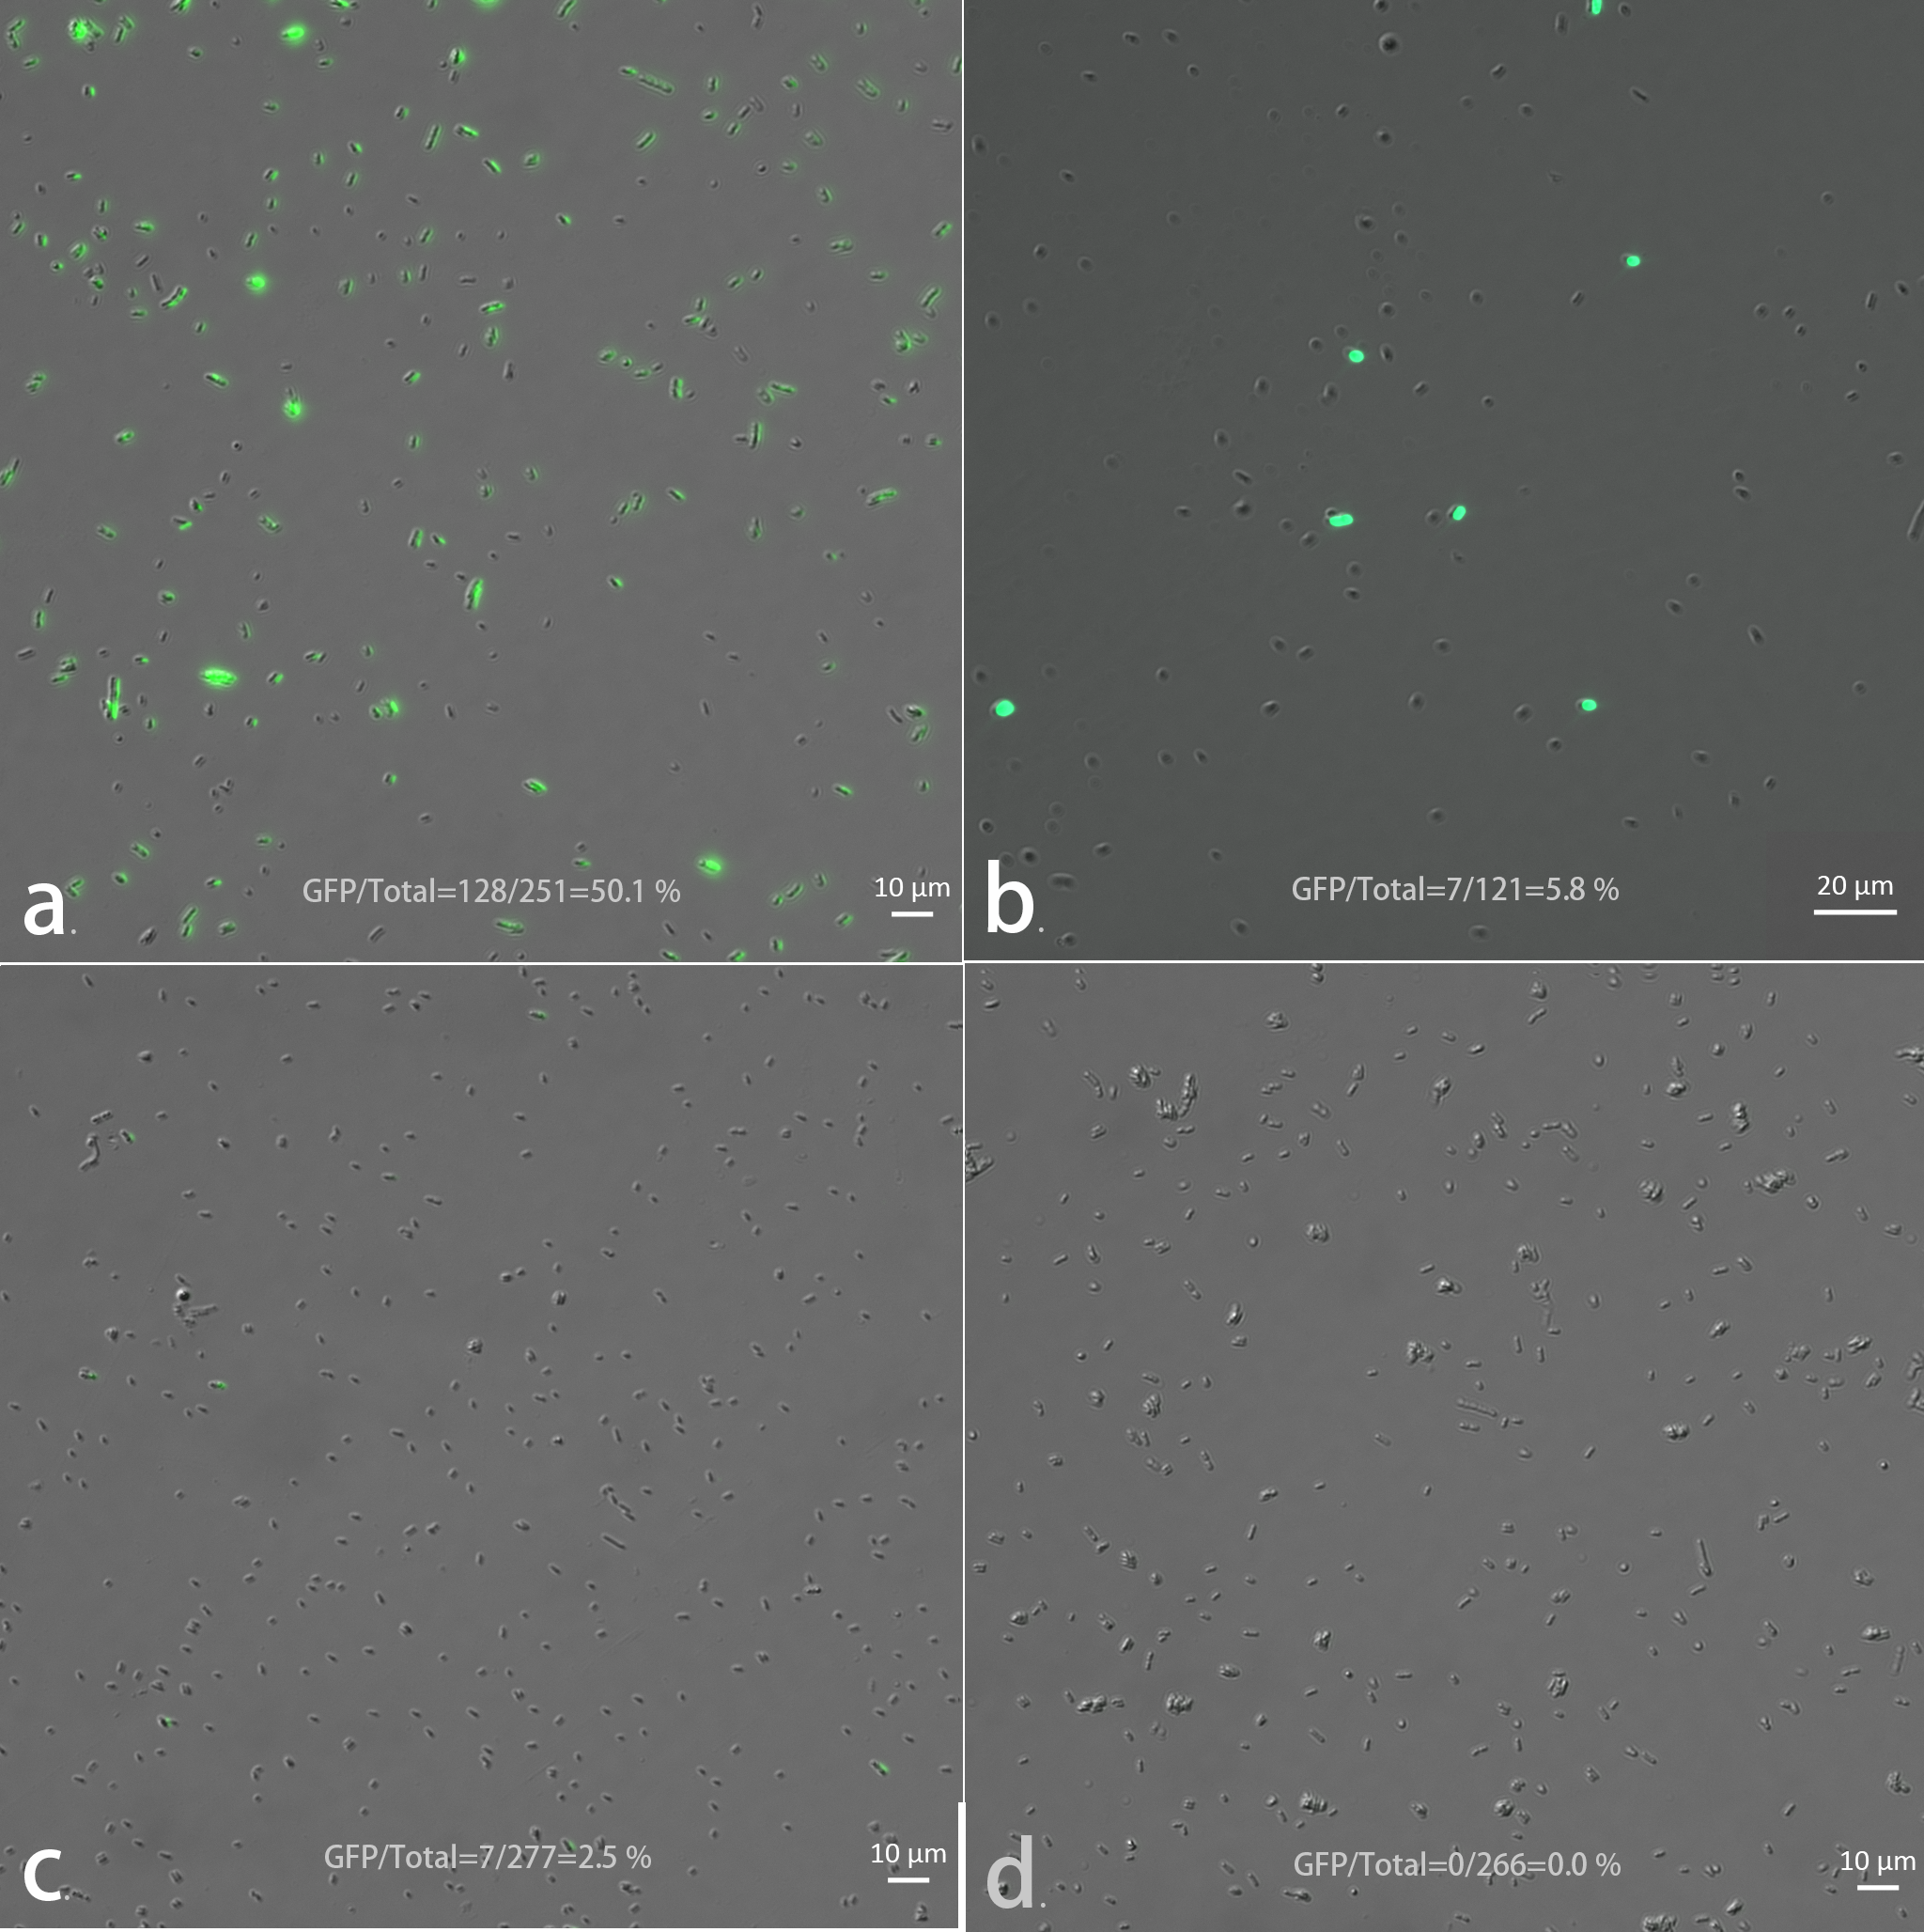 GFP/Total=128/251=50.1 %
10 μm
a.
GFP/Total=7/121=5.8 %
20 μm
b.
GFP/Total=7/277=2.5 %
10 μm
c.
GFP/Total=0/266=0.0 %
10 μm
d.